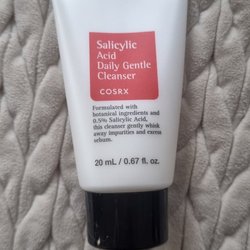 Salicylic
Acid
Daily Gentle
Cleanser
COSRX
Formulated with
botanical ingredients and
0.5% Salicylic Acid,
this cleanser gently whisk
away impurities and excess
sebum.
20 mL / 0.67 fl. oz.